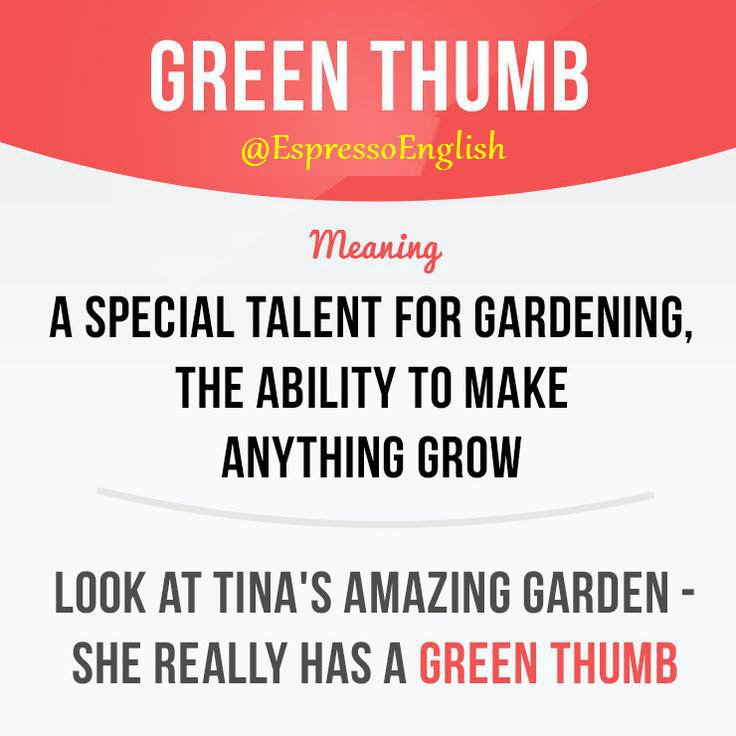 GREEN THUMB
@EspressoEnglish
Meaning
A SPECIAL TALENT FOR GARDENING,
THE ABILITY TO MAKE
ANYTHING GROW
LOOK AT TINA'S AMAZING GARDEN -
SHE REALLY HAS A GREEN THUMB